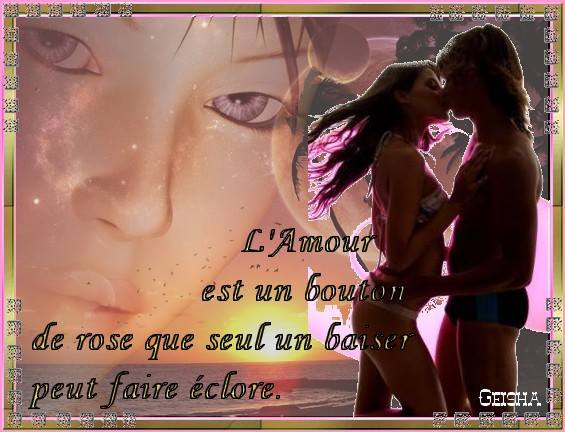 L'Amour
est un bouton
de rose que seul un baiser
peut faire éclore.
Geisha